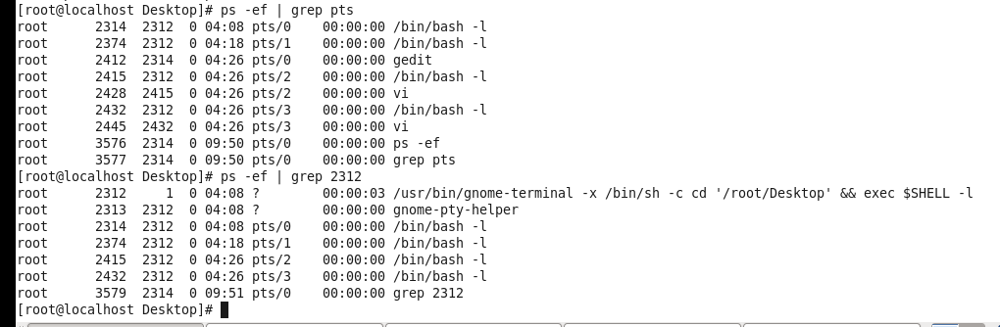 [root@localhost Desktop]# ps -ef | grep pts
root      2314  2312  0 04:08 pts/0    00:00:00 /bin/bash -l
root      2374  2312  0 04:18 pts/1    00:00:00 /bin/bash -l
root      2412  2314  0 04:26 pts/0    00:00:00 gedit
root      2415  2312  0 04:26 pts/2    00:00:00 /bin/bash -l
root      2428  2415  0 04:26 pts/2    00:00:00 vi
root      2432  2312  0 04:26 pts/3    00:00:00 /bin/bash -l
root      2445  2432  0 04:26 pts/3    00:00:00 vi
root      3576  2314  0 09:50 pts/0    00:00:00 ps -ef
root      3577  2314  0 09:50 pts/0    00:00:00 grep pts
[root@localhost Desktop]# ps -ef | grep 2312
root      2312     1  0 04:08 ?        00:00:03 /usr/bin/gnome-terminal -x /bin/sh -c cd '/root/Desktop' && exec $SHELL -l
root      2313  2312  0 04:08 ?        00:00:00 gnome-pty-helper
root      2314  2312  0 04:08 pts/0    00:00:00 /bin/bash -l
root      2374  2312  0 04:18 pts/1    00:00:00 /bin/bash -l
root      2415  2312  0 04:26 pts/2    00:00:00 /bin/bash -l
root      2432  2312  0 04:26 pts/3    00:00:00 /bin/bash -l
root      3579  2314  0 09:51 pts/0    00:00:00 grep 2312
[root@localhost Desktop]#